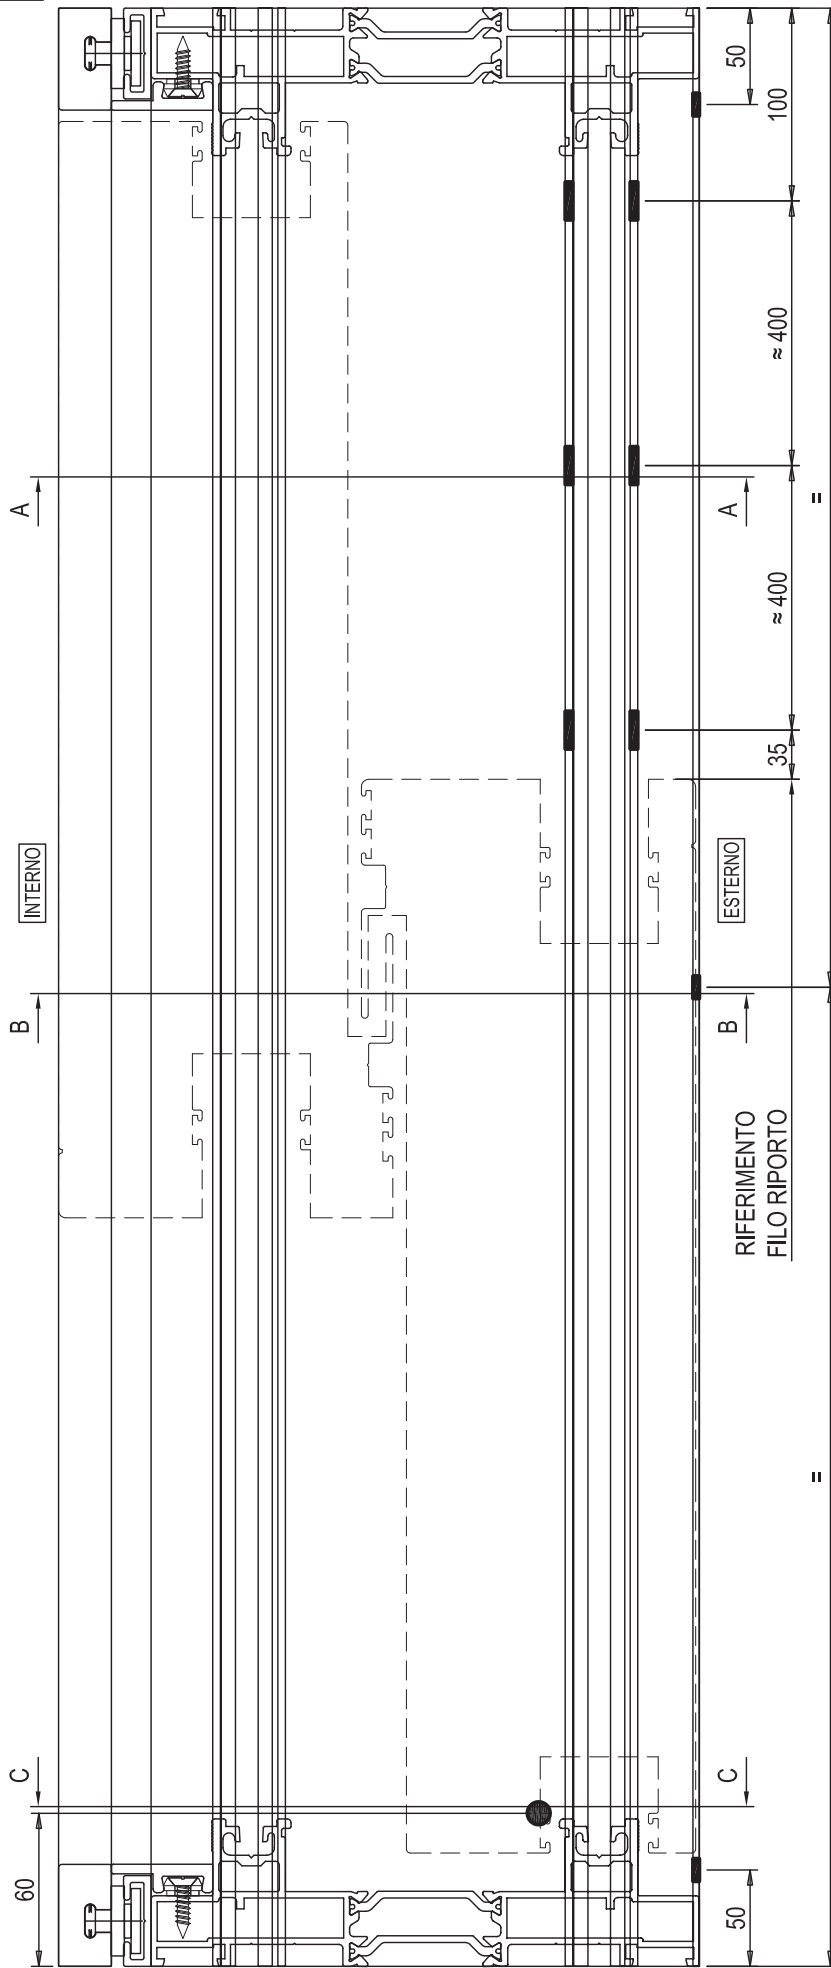 50
100
≈ 400
A
A
=
≈ 400
35
INTERNO
ESTERNO
B
B
RIFERIMENTO
FILO RIPORTO
=
C
C
60
50